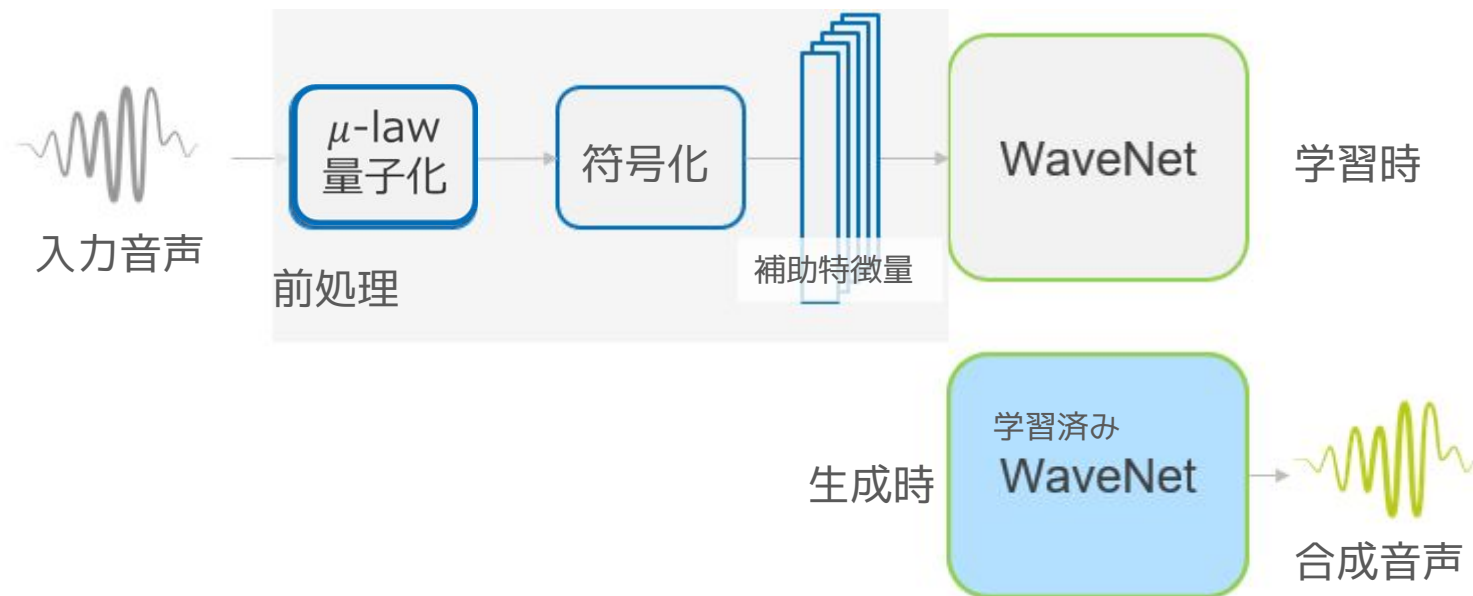 μ-law
量子化
符号化
WaveNet
学習時
入力音声
前処理
補助特徴量
学習済み
WaveNet
生成時
合成音声